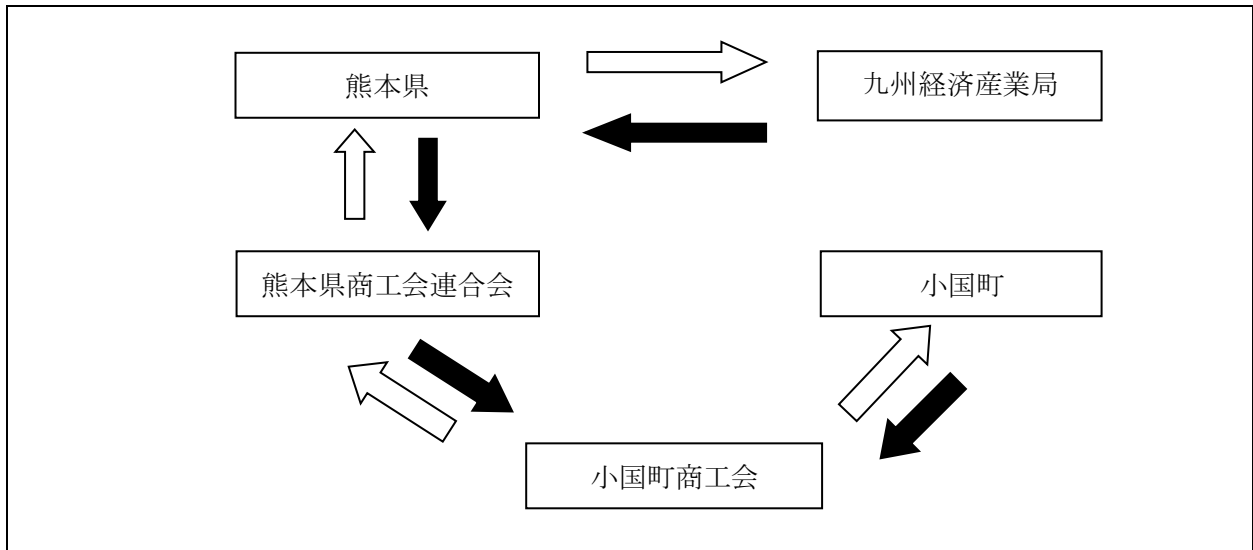 熊本県
九州経済産業局
熊本県商工会連合会
小国町
小国町商工会